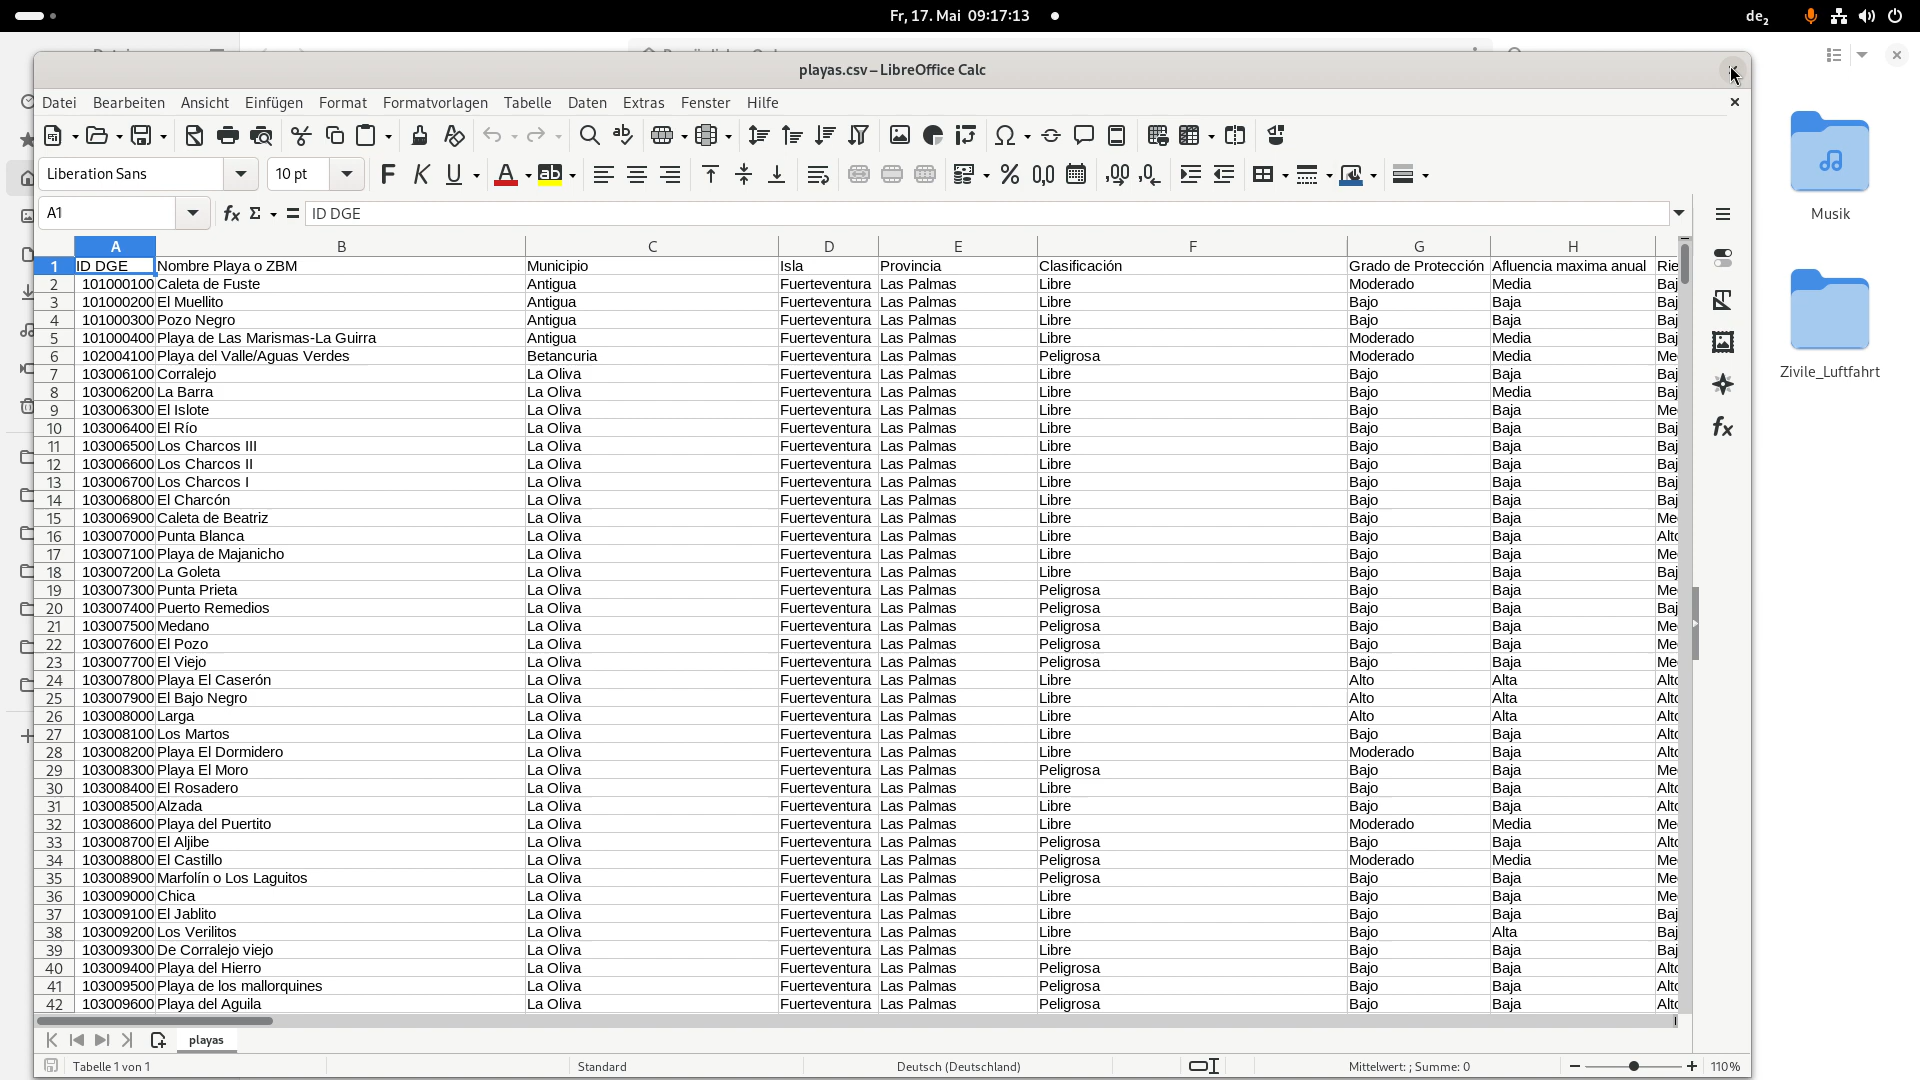 Fr, 17. Mai 09:17:13
de₂
playas.csv – LibreOffice Calc
Datei Bearbeiten Ansicht Einfügen Format Formatvorlagen Tabelle Daten Extras Fenster Hilfe
Liberation Sans 10 pt
A1 ID DGE
A B C D E F G H
1 ID DGE Nombre Playa o ZBM Municipio Isla Provincia Clasificación Grado de Protección Afluencia maxima anual
2 101000100 Caleta de Fuste Antigua Fuerteventura Las Palmas Libre Moderado Media
3 101000200 El Muellito Antigua Fuerteventura Las Palmas Libre Bajo Baja
4 101000300 Pozo Negro Antigua Fuerteventura Las Palmas Libre Bajo Baja
5 101000400 Playa de Las Marismas-La Guirra Antigua Fuerteventura Las Palmas Libre Moderado Media
6 102004100 Playa del Valle/Aguas Verdes Betancuria Fuerteventura Las Palmas Peligrosa Moderado Media
7 103006100 Corralejo La Oliva Fuerteventura Las Palmas Libre Bajo Baja
8 103006200 La Barra La Oliva Fuerteventura Las Palmas Libre Bajo Media
9 103006300 El Islote La Oliva Fuerteventura Las Palmas Libre Bajo Baja
10 103006400 El Río La Oliva Fuerteventura Las Palmas Libre Bajo Baja
11 103006500 Los Charcos III La Oliva Fuerteventura Las Palmas Libre Bajo Baja
12 103006600 Los Charcos II La Oliva Fuerteventura Las Palmas Libre Bajo Baja
13 103006700 Los Charcos I La Oliva Fuerteventura Las Palmas Libre Bajo Baja
14 103006800 El Charcón La Oliva Fuerteventura Las Palmas Libre Bajo Baja
15 103006900 Caleta de Beatriz La Oliva Fuerteventura Las Palmas Libre Bajo Baja
16 103007000 Punta Blanca La Oliva Fuerteventura Las Palmas Libre Bajo Baja
17 103007100 Playa de Majanicho La Oliva Fuerteventura Las Palmas Libre Bajo Baja
18 103007200 La Goleta La Oliva Fuerteventura Las Palmas Libre Bajo Baja
19 103007300 Punta Prieta La Oliva Fuerteventura Las Palmas Peligrosa Bajo Baja
20 103007400 Puerto Remedios La Oliva Fuerteventura Las Palmas Peligrosa Bajo Baja
21 103007500 Medano La Oliva Fuerteventura Las Palmas Peligrosa Bajo Baja
22 103007600 El Pozo La Oliva Fuerteventura Las Palmas Peligrosa Bajo Baja
23 103007700 El Viejo La Oliva Fuerteventura Las Palmas Peligrosa Bajo Baja
24 103007800 Playa El Caserón La Oliva Fuerteventura Las Palmas Libre Alto Alta
25 103007900 El Bajo Negro La Oliva Fuerteventura Las Palmas Libre Alto Alta
26 103008000 Larga La Oliva Fuerteventura Las Palmas Libre Alto Alta
27 103008100 Los Martos La Oliva Fuerteventura Las Palmas Libre Bajo Baja
28 103008200 Playa El Dormidero La Oliva Fuerteventura Las Palmas Libre Moderado Baja
29 103008300 Playa El Moro La Oliva Fuerteventura Las Palmas Peligrosa Bajo Baja
30 103008400 El Rosadero La Oliva Fuerteventura Las Palmas Libre Bajo Baja
31 103008500 Alzada La Oliva Fuerteventura Las Palmas Libre Bajo Baja
32 103008600 Playa del Puertito La Oliva Fuerteventura Las Palmas Libre Moderado Media
33 103008700 El Aljibe La Oliva Fuerteventura Las Palmas Peligrosa Bajo Baja
34 103008800 El Castillo La Oliva Fuerteventura Las Palmas Peligrosa Moderado Media
35 103008900 Marfolín o Los Laguitos La Oliva Fuerteventura Las Palmas Peligrosa Bajo Baja
36 103009000 Chica La Oliva Fuerteventura Las Palmas Libre Bajo Baja
37 103009100 El Jablito La Oliva Fuerteventura Las Palmas Libre Bajo Baja
38 103009200 Los Verilitos La Oliva Fuerteventura Las Palmas Libre Bajo Alta
39 103009300 De Corralejo viejo La Oliva Fuerteventura Las Palmas Libre Bajo Baja
40 103009400 Playa del Hierro La Oliva Fuerteventura Las Palmas Peligrosa Bajo Baja
41 103009500 Playa de los mallorquines La Oliva Fuerteventura Las Palmas Peligrosa Bajo Baja
42 103009600 Playa del Aguila La Oliva Fuerteventura Las Palmas Peligrosa Bajo Baja
playas
Tabelle 1 von 1 Standard Deutsch (Deutschland) Mittelwert: ; Summe: 0 110%
Musik
Zivile_Luftfahrt